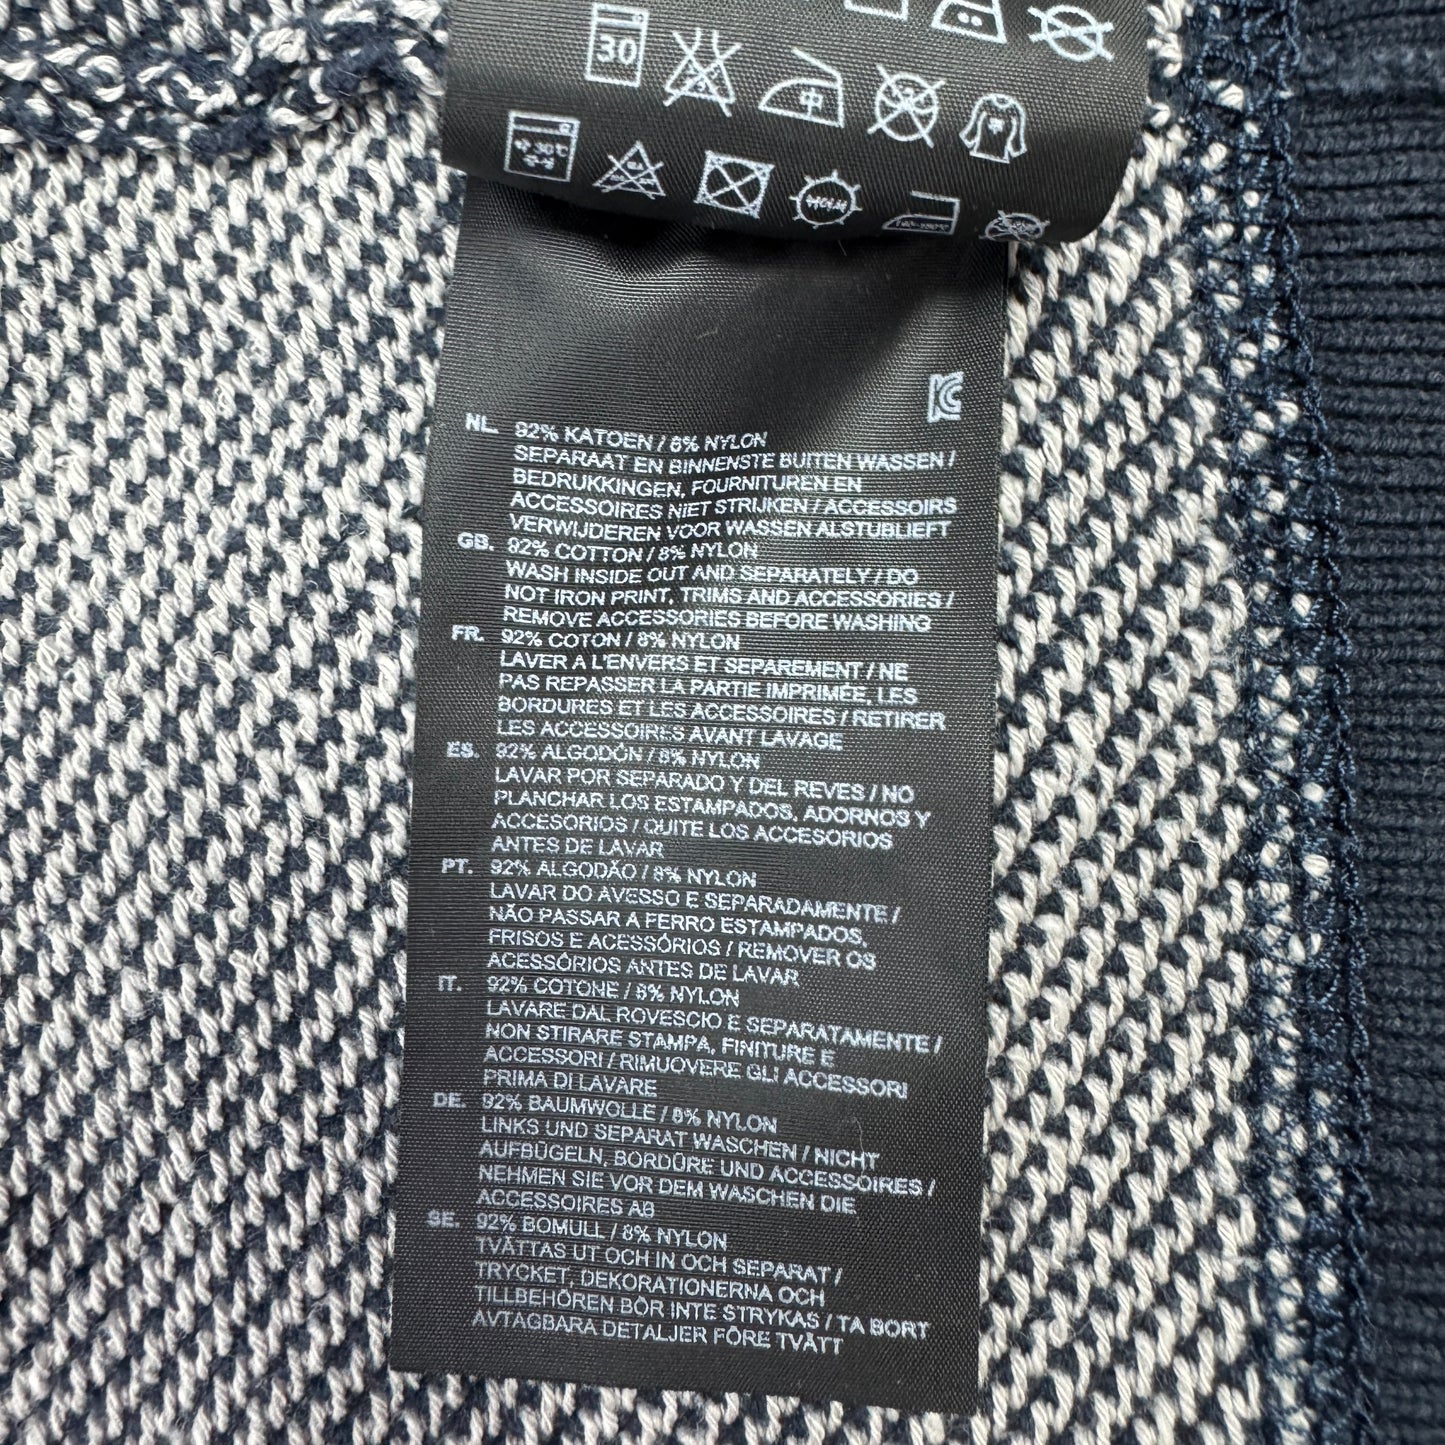 30
中
30℃
NL. 92% KATOEN / 8% NYLON
SEPARAAT EN BINNENSTE BUITEN WASSEN /
BEDRUKKINGEN, FOURNITUREN EN
ACCESSOIRES NIET STRIJKEN / ACCESSOIRS
VERWIJDEREN VOOR WASSEN ALSTUBLIEFT
GB. 92% COTTON / 8% NYLON
WASH INSIDE OUT AND SEPARATELY / DO
NOT IRON PRINT, TRIMS AND ACCESSORIES /
REMOVE ACCESSORIES BEFORE WASHING
FR. 92% COTON / 8% NYLON
LAVER A L'ENVERS ET SEPAREMENT / NE
PAS REPASSER LA PARTIE IMPRIMÉE, LES
BORDURES ET LES ACCESSOIRES / RETIRER
LES ACCESSOIRES AVANT LAVAGE
ES. 92% ALGODÓN / 8% NYLON
LAVAR POR SEPARADO Y DEL REVES / NO
PLANCHAR LOS ESTAMPADOS, ADORNOS Y
ACCESORIOS / QUITE LOS ACCESORIOS
ANTES DE LAVAR
PT. 92% ALGODÃO / 8% NYLON
LAVAR DO AVESSO E SEPARADAMENTE /
NÃO PASSAR A FERRO ESTAMPADOS,
FRISOS E ACESSÓRIOS / REMOVER OS
ACESSÓRIOS ANTES DE LAVAR
IT. 92% COTONE / 8% NYLON
LAVARE DAL ROVESCIO E SEPARATAMENTE /
NON STIRARE STAMPA, FINITURE E
ACCESSORI / RIMUOVERE GLI ACCESSORI
PRIMA DI LAVARE
DE. 92% BAUMWOLLE / 8% NYLON
LINKS UND SEPARAT WASCHEN / NICHT
AUFBÜGELN, BORDÜRE UND ACCESSOIRES /
NEHMEN SIE VOR DEM WASCHEN DIE
ACCESSOIRES AB
SE. 92% BOMULL / 8% NYLON
TVÄTTAS UT OCH IN OCH SEPARAT /
TRYCKET, DEKORATIONERNA OCH
TILLBEHÖREN BÖR INTE STRYKAS / TA BORT
AVTAGBARA DETALJER FÖRE TVÄTT